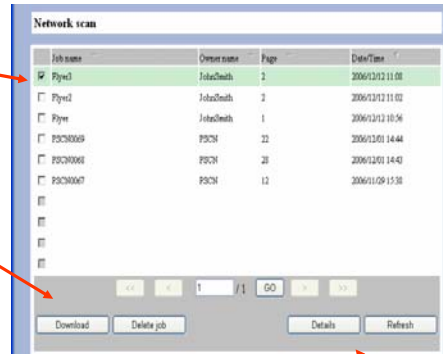 Network scan
Job name Owner name Page Date/Time
Flyer3 JohnSmith 2 2006/12/12 11:08
Flyer2 JohnSmith 2 2006/12/12 11:02
Flyer JohnSmith 1 2006/12/12 10:56
PSCN0069 PSCN 22 2006/12/01 14:44
PSCN0068 PSCN 28 2006/12/01 14:43
PSCN0067 PSCN 12 2006/11/09 15:38
<< < 1 /1 GO > >>
Download Delete job Details Refresh